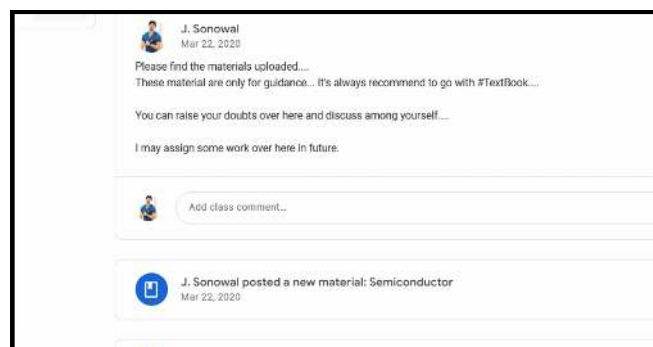 J. Sonowal
Mar 22, 2020
Please find the materials uploaded....
These material are only for guidance... It's always recommend to go with #TextBook....
You can raise your doubts over here and discuss among yourself....
I may assign some work over here in future.
Add class comment...
J. Sonowal posted a new material: Semiconductor
Mar 22, 2020